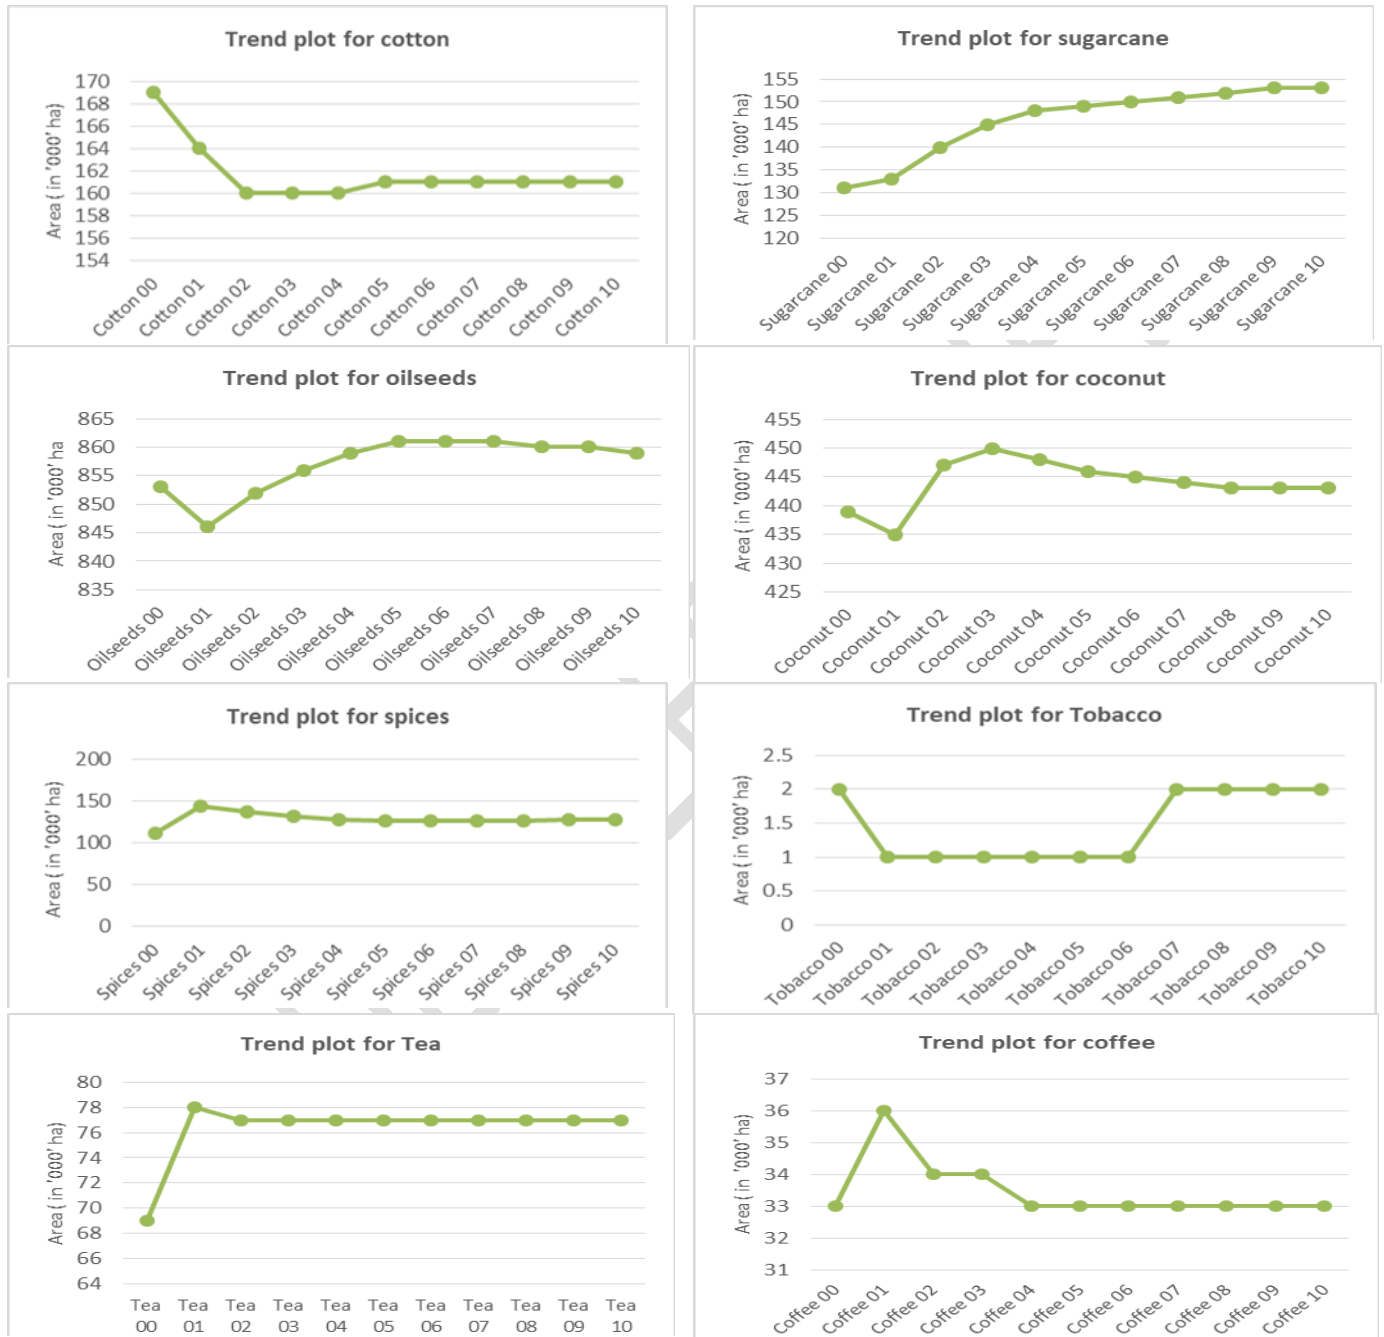 Trend plot for cotton
Area ( in '000' ha)
170
168
166
164
162
160
158
156
154
Cotton 00
Cotton 01
Cotton 02
Cotton 03
Cotton 04
Cotton 05
Cotton 06
Cotton 07
Cotton 08
Cotton 09
Cotton 10
Trend plot for sugarcane
Area ( in '000' ha)
155
150
145
140
135
130
125
120
Sugarcane 00
Sugarcane 01
Sugarcane 02
Sugarcane 03
Sugarcane 04
Sugarcane 05
Sugarcane 06
Sugarcane 07
Sugarcane 08
Sugarcane 09
Sugarcane 10
Trend plot for oilseeds
Area ( in '000' ha
865
860
855
850
845
840
835
Oilseeds 00
Oilseeds 01
Oilseeds 02
Oilseeds 03
Oilseeds 04
Oilseeds 05
Oilseeds 06
Oilseeds 07
Oilseeds 08
Oilseeds 09
Oilseeds 10
Trend plot for coconut
Area ( in '000' ha)
455
450
445
440
435
430
425
Coconut 00
Coconut 01
Coconut 02
Coconut 03
Coconut 04
Coconut 05
Coconut 06
Coconut 07
Coconut 08
Coconut 09
Coconut 10
Trend plot for spices
Area ( in '000' ha)
200
150
100
50
0
Spices 00
Spices 01
Spices 02
Spices 03
Spices 04
Spices 05
Spices 06
Spices 07
Spices 08
Spices 09
Spices 10
Trend plot for Tobacco
Area ( in '000' ha)
2.5
2
1.5
1
0.5
0
Tobacco 00
Tobacco 01
Tobacco 02
Tobacco 03
Tobacco 04
Tobacco 05
Tobacco 06
Tobacco 07
Tobacco 08
Tobacco 09
Tobacco 10
Trend plot for Tea
Area ( in '000' ha)
80
78
76
74
72
70
68
66
64
Tea Tea Tea Tea Tea Tea Tea Tea Tea Tea Tea
00 01 02 03 04 05 06 07 08 09 10
Trend plot for coffee
Area ( in '000' ha)
37
36
35
34
33
32
31
Coffee 00
Coffee 01
Coffee 02
Coffee 03
Coffee 04
Coffee 05
Coffee 06
Coffee 07
Coffee 08
Coffee 09
Coffee 10